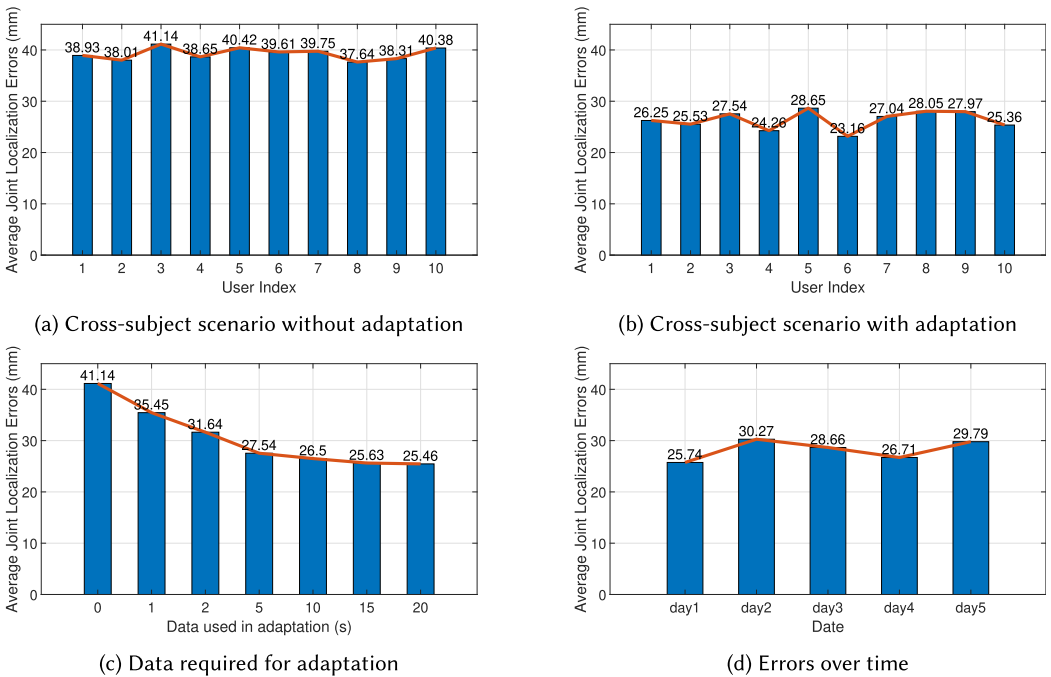 Average Joint Localization Errors (mm)
40
30
20
10
0
38.93 38.01 41.14 38.65 40.42 39.61 39.75 37.64 38.31 40.38
1 2 3 4 5 6 7 8 9 10
User Index
(a) Cross-subject scenario without adaptation
Average Joint Localization Errors (mm)
40
30
20
10
0
26.25 25.53 27.54 24.26 28.65 23.16 27.04 28.05 27.97 25.36
1 2 3 4 5 6 7 8 9 10
User Index
(b) Cross-subject scenario with adaptation
Average Joint Localization Errors (mm)
40
30
20
10
0
41.14 35.45 31.64 27.54 26.5 25.63 25.46
0 1 2 5 10 15 20
Data used in adaptation (s)
(c) Data required for adaptation
Average Joint Localization Errors (mm)
40
30
20
10
0
25.74 30.27 28.66 26.71 29.79
day1 day2 day3 day4 day5
Date
(d) Errors over time